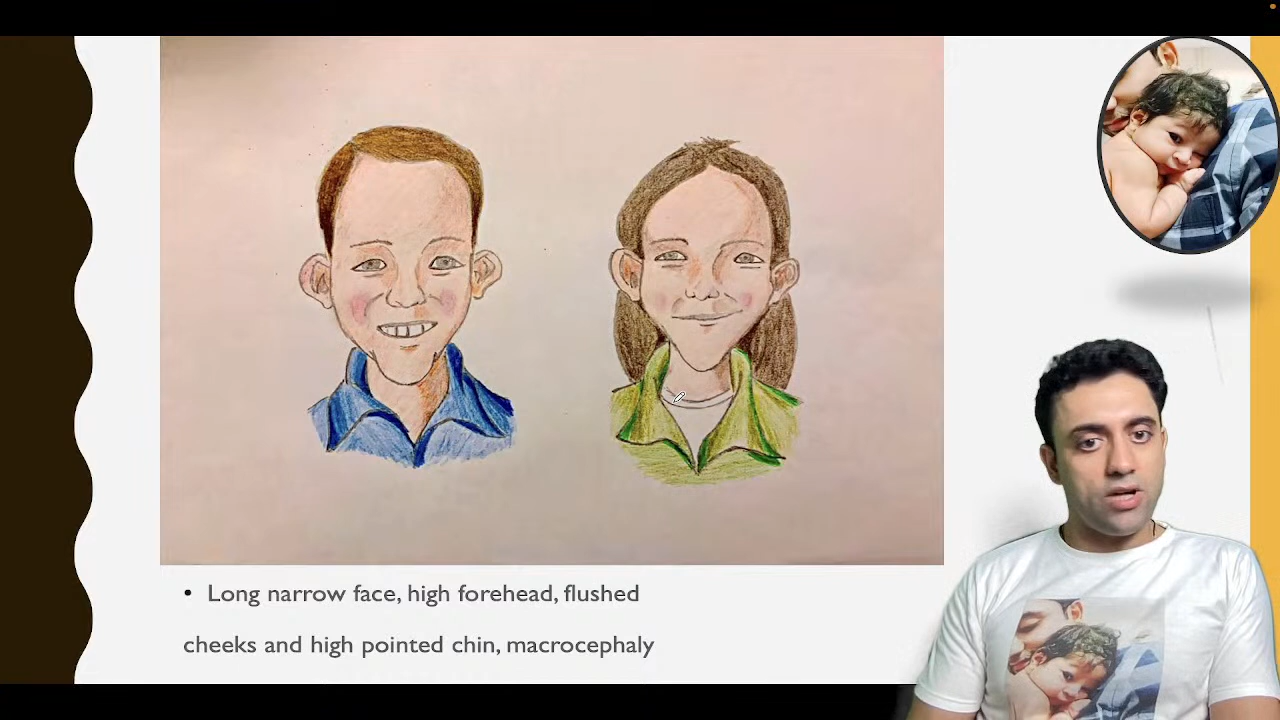 • Long narrow face, high forehead, flushed
cheeks and high pointed chin, macrocephaly